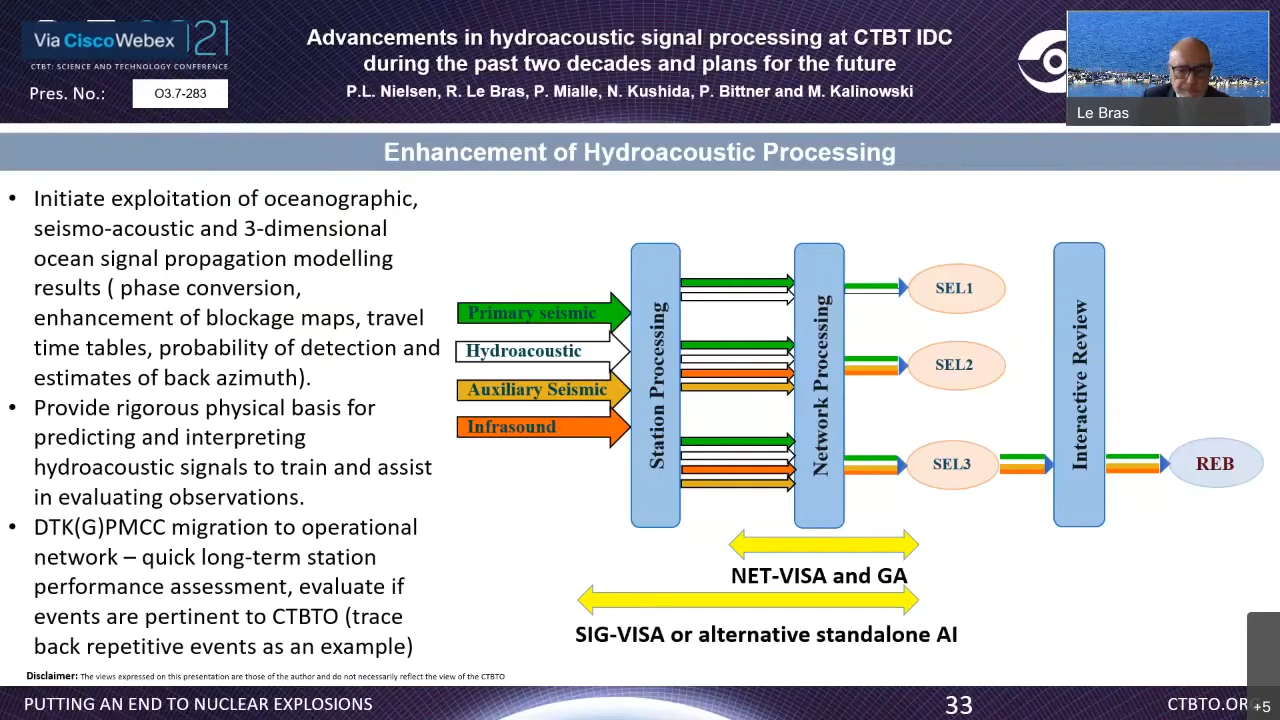 Via Cisco Webex
21
CTBT: SCIENCE AND TECHNOLOGY CONFERENCE
Pres. No.:
O3.7-283
Advancements in hydroacoustic signal processing at CTBT IDC
during the past two decades and plans for the future
P.L. Nielsen, R. Le Bras, P. Mialle, N. Kushida, P. Bittner and M. Kalinowski
Le Bras
Enhancement of Hydroacoustic Processing
• Initiate exploitation of oceanographic,
seismo-acoustic and 3-dimensional
ocean signal propagation modelling
results ( phase conversion,
enhancement of blockage maps, travel
time tables, probability of detection and
estimates of back azimuth).
• Provide rigorous physical basis for
predicting and interpreting
hydroacoustic signals to train and assist
in evaluating observations.
• DTK(G)PMCC migration to operational
network – quick long-term station
performance assessment, evaluate if
events are pertinent to CTBTO (trace
back repetitive events as an example)
Primary seismic
Hydroacoustic
Auxiliary Seismic
Infrasound
Station Processing
Network Processing
SEL1
SEL2
SEL3
Interactive Review
REB
NET-VISA and GA
SIG-VISA or alternative standalone AI
Disclaimer: The views expressed on this presentation are those of the author and do not necessarily reflect the view of the CTBTO
PUTTING AN END TO NUCLEAR EXPLOSIONS
33
CTBTO.OR
+5